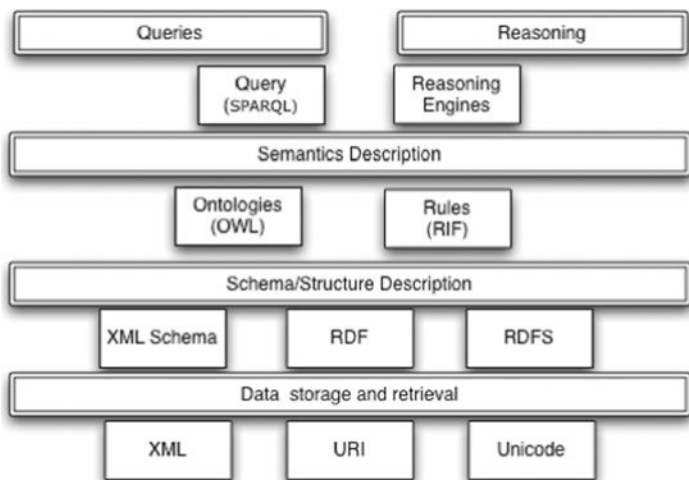 Queries Reasoning
Query Reasoning
(SPARQL) Engines
Semantics Description
Ontologies Rules
(OWL) (RIF)
Schema/Structure Description
XML Schema RDF RDFS
Data storage and retrieval
XML URI Unicode